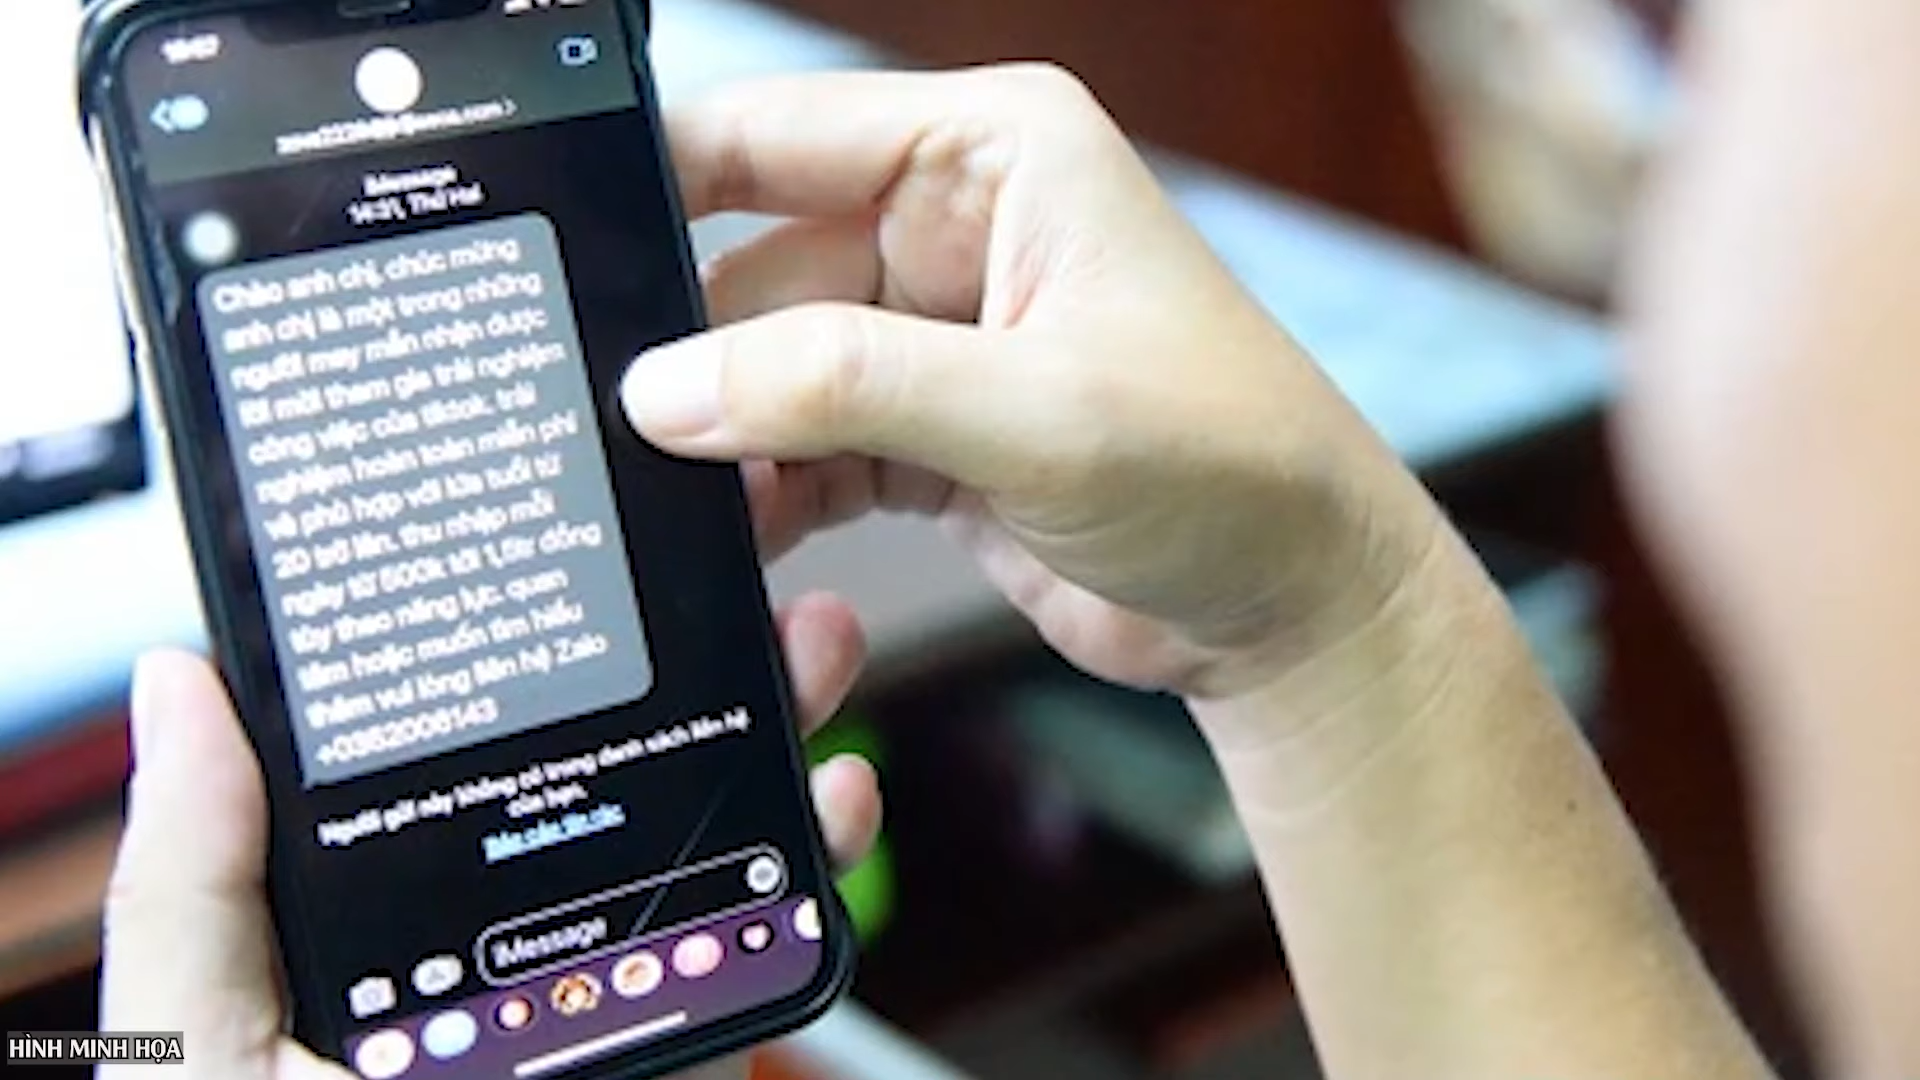 iMessage
14:31, Thứ Hai
Chào anh chị, chúc mừng
anh chị là một trong những
người may mắn nhận được
lời mời tham gia trải nghiệm
công việc của tiktok. trải
nghiệm hoàn toàn miễn phí
và phù hợp với lứa tuổi từ
20 trở lên. thu nhập mỗi
ngày từ 500k tới 1,5tr đồng
tùy theo năng lực. quan
tâm hoặc muốn tìm hiểu
thêm vui lòng liên hệ Zalo
Người gửi này không có trong danh sách liên hệ
của bạn.
Báo cáo tin rác
iMessage
HÌNH MINH HỌA